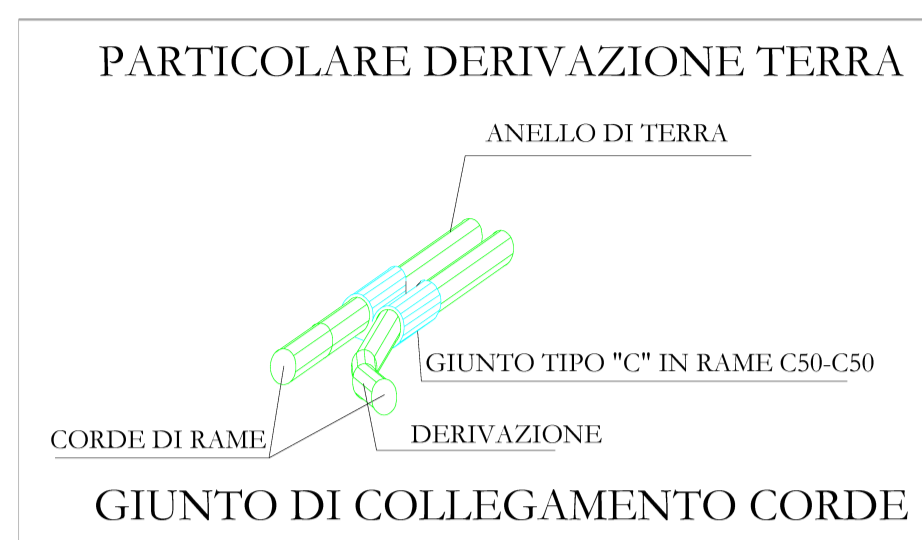 PARTICOLARE DERIVAZIONE TERRA
ANELLO DI TERRA
GIUNTO TIPO "C" IN RAME C50-C50
CORDE DI RAME
DERIVAZIONE
GIUNTO DI COLLEGAMENTO CORDE